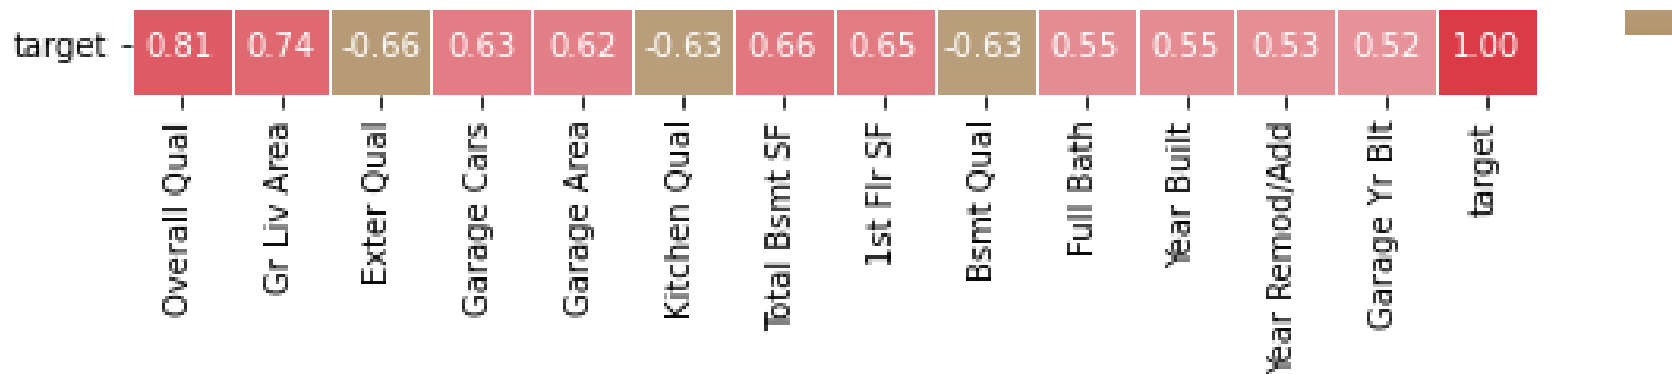 target
0.81 0.74 -0.66 0.63 0.62 -0.63 0.66 0.65 -0.63 0.55 0.55 0.53 0.52 1.00
Overall Qual
Gr Liv Area
Exter Qual
Garage Cars
Garage Area
Kitchen Qual
Total Bsmt SF
1st Flr SF
Bsmt Qual
Full Bath
Year Built
Year Remod/Add
Garage Yr Blt
target